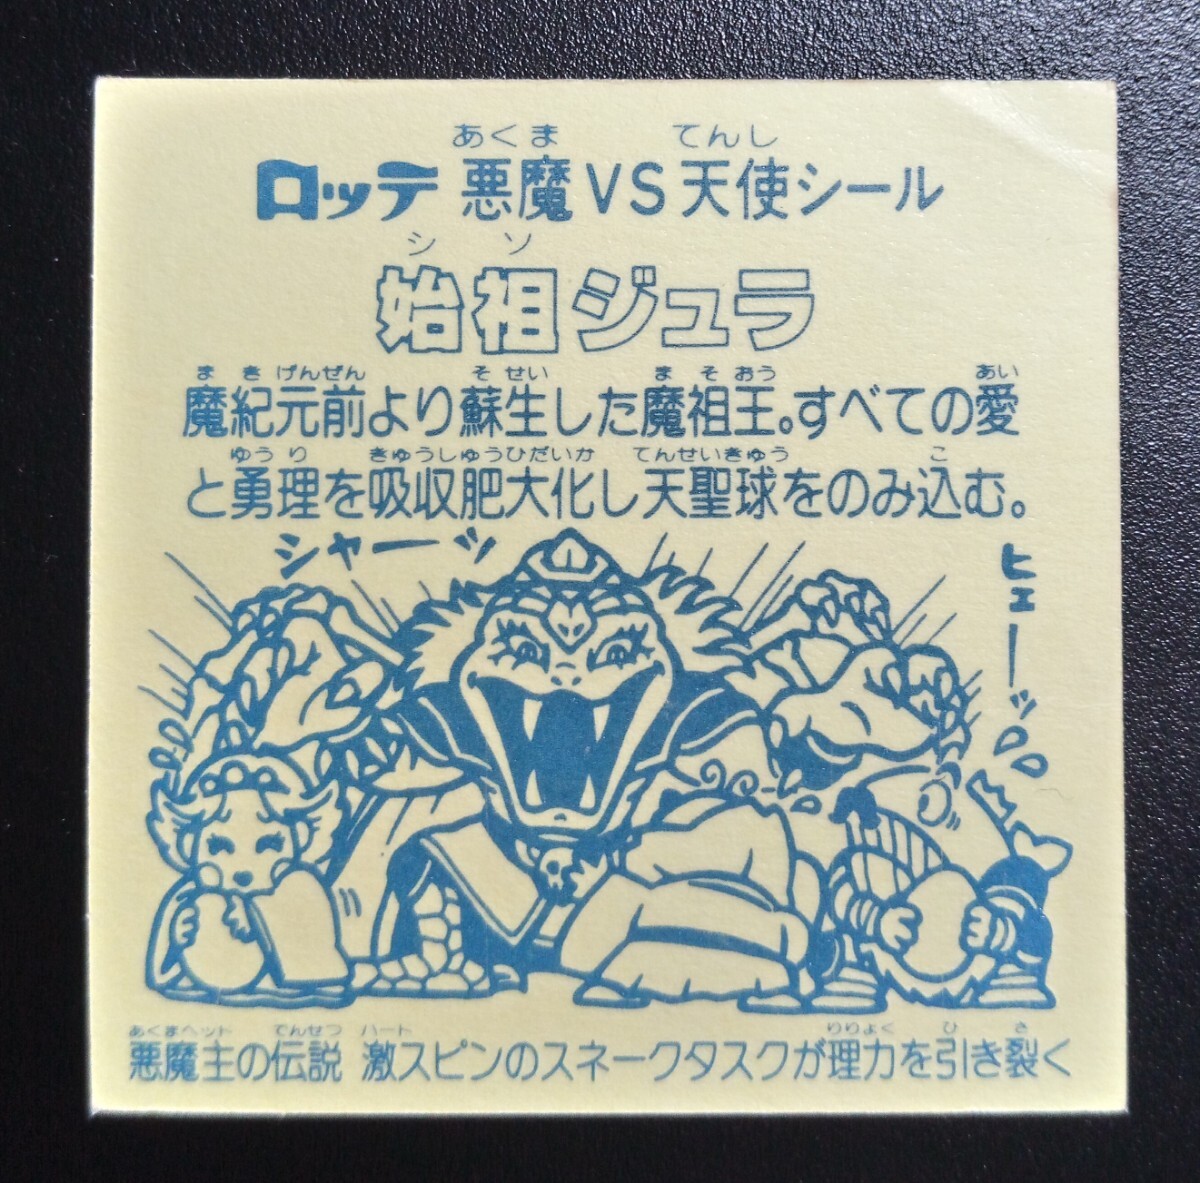 あくま てんし
ロッテ 悪魔VS天使シール
シ ソ
始祖ジュラ
ま き げんぜん そ せい ま そ おう あい
魔紀元前より蘇生した魔祖王。すべての愛
ゆう り きゅうしゅうひだいか てんせいきゅう こ
と勇理を吸収肥大化し天聖球をのみ込む。
シャーッ
ヒェーッ
あくまヘッド でんせつ ハート りりょく ひ さ
悪魔主の伝説 激スピンのスネークタスクが理力を引き裂く